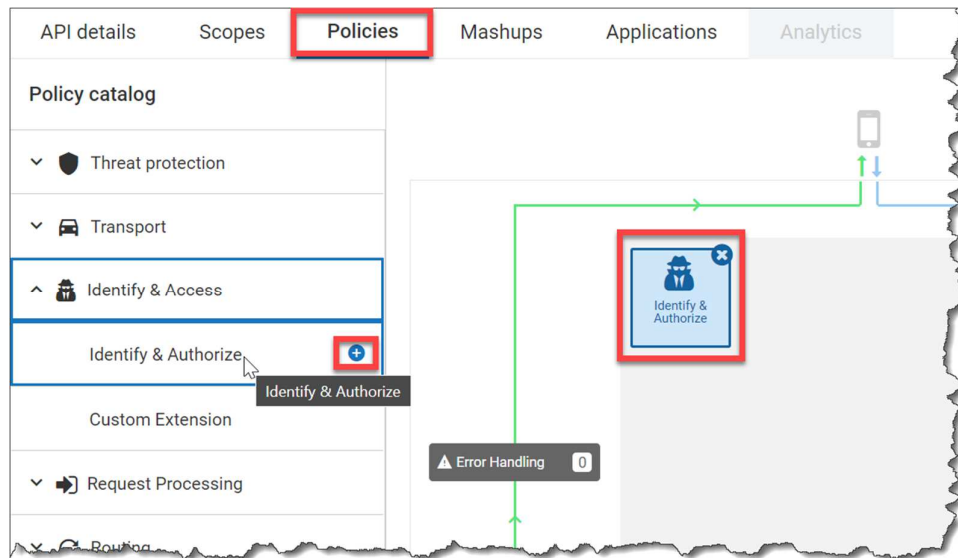 API details
Scopes
Policies
Mashups
Applications
Analytics
Policy catalog
Threat protection
Transport
Identify & Access
Identify & Authorize
Identify & Authorize
Custom Extension
Request Processing
Routing
Identify &
Authorize
Error Handling
0